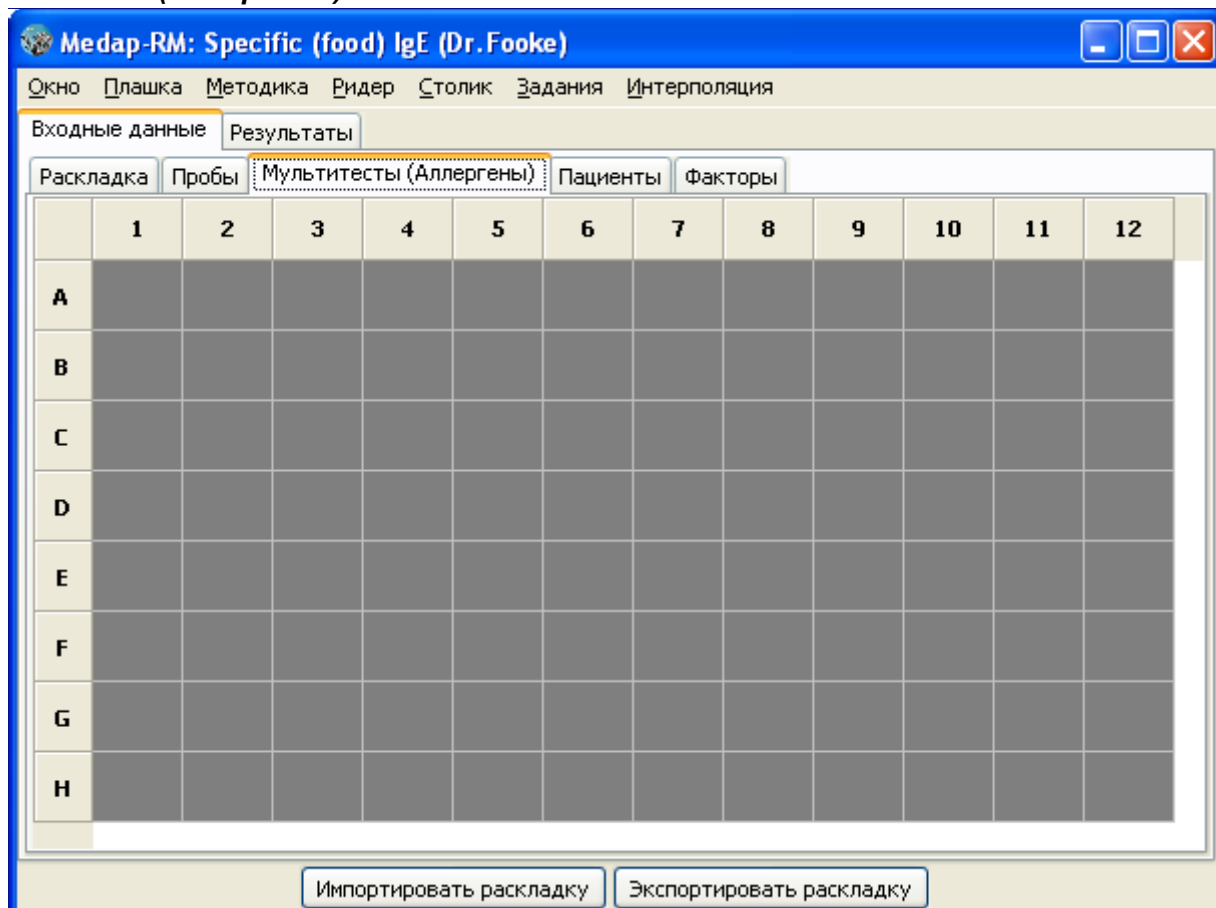 Medap-RM: Specific (food) IgE (Dr.Fooke)
Окно Плашка Методика Ридер Столик Задания Интерполяция
Входные данные Результаты
Раскладка Пробы Мультитесты (Аллергены) Пациенты Факторы
1 2 3 4 5 6 7 8 9 10 11 12
A
B
C
D
E
F
G
H
Импортировать раскладку Экспортировать раскладку